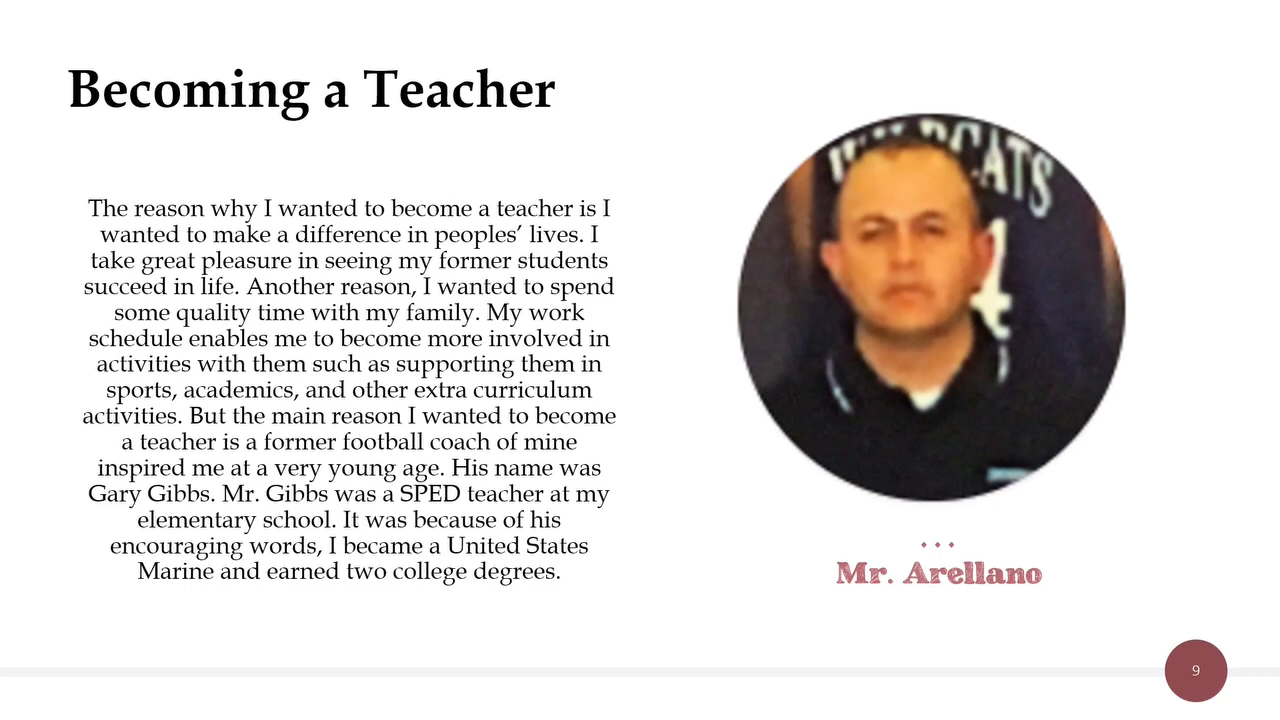 Becoming a Teacher
The reason why I wanted to become a teacher is I
wanted to make a difference in peoples’ lives. I
take great pleasure in seeing my former students
succeed in life. Another reason, I wanted to spend
some quality time with my family. My work
schedule enables me to become more involved in
activities with them such as supporting them in
sports, academics, and other extra curriculum
activities. But the main reason I wanted to become
a teacher is a former football coach of mine
inspired me at a very young age. His name was
Gary Gibbs. Mr. Gibbs was a SPED teacher at my
elementary school. It was because of his
encouraging words, I became a United States
Marine and earned two college degrees.
WILDCATS
4
Mr. Arellano
9